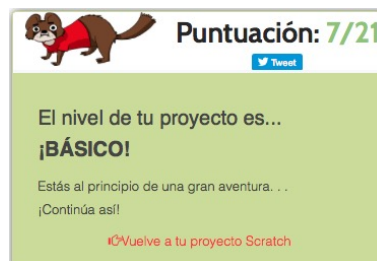 Puntuación: 7/21
Tweet
El nivel de tu proyecto es...
¡BÁSICO!
Estás al principio de una gran aventura. . .
¡Continúa así!
Vuelve a tu proyecto Scratch